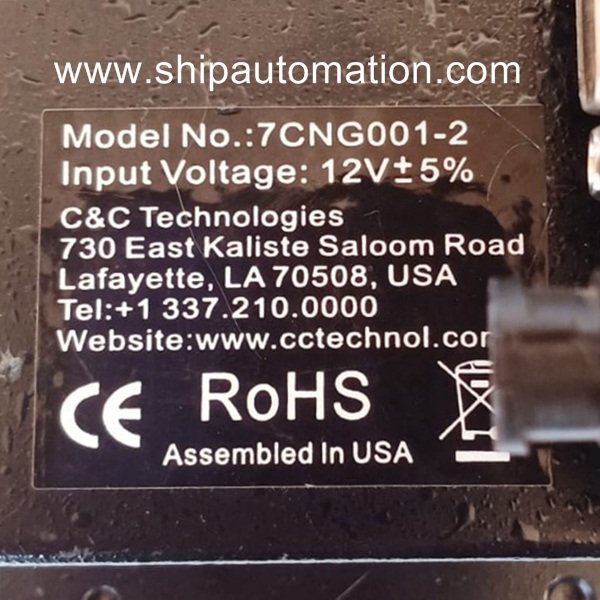 www.shipautomation.com
Model No.:7CNG001-2
Input Voltage: 12V±5%
C&C Technologies
730 East Kaliste Saloom Road
Lafayette, LA 70508, USA
Tel:+1 337.210.0000
Website:www.cctechnol.com
CE RoHS
Assembled In USA